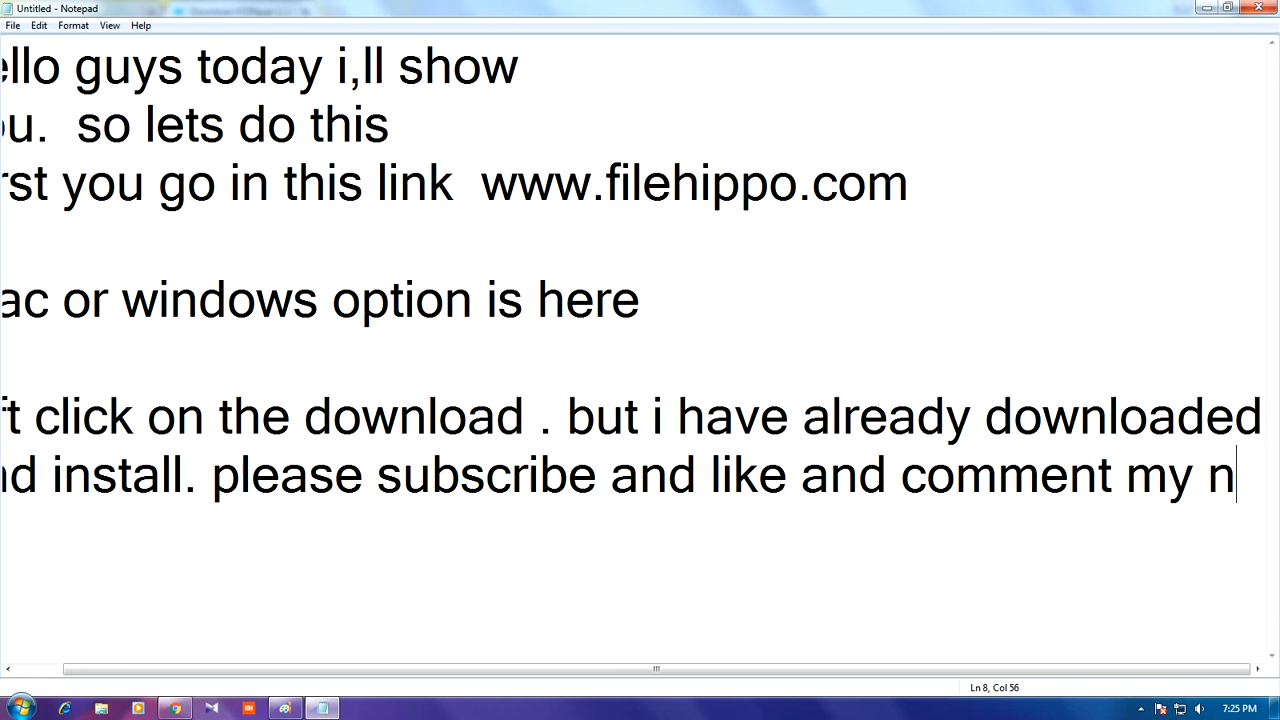 Untitled - Notepad
File Edit Format View Help
ello guys today i,ll show
ou.  so lets do this
rst you go in this link  www.filehippo.com
ac or windows option is here
ft click on the download . but i have already downloaded
nd install. please subscribe and like and comment my n
Ln 8, Col 56
7:25 PM